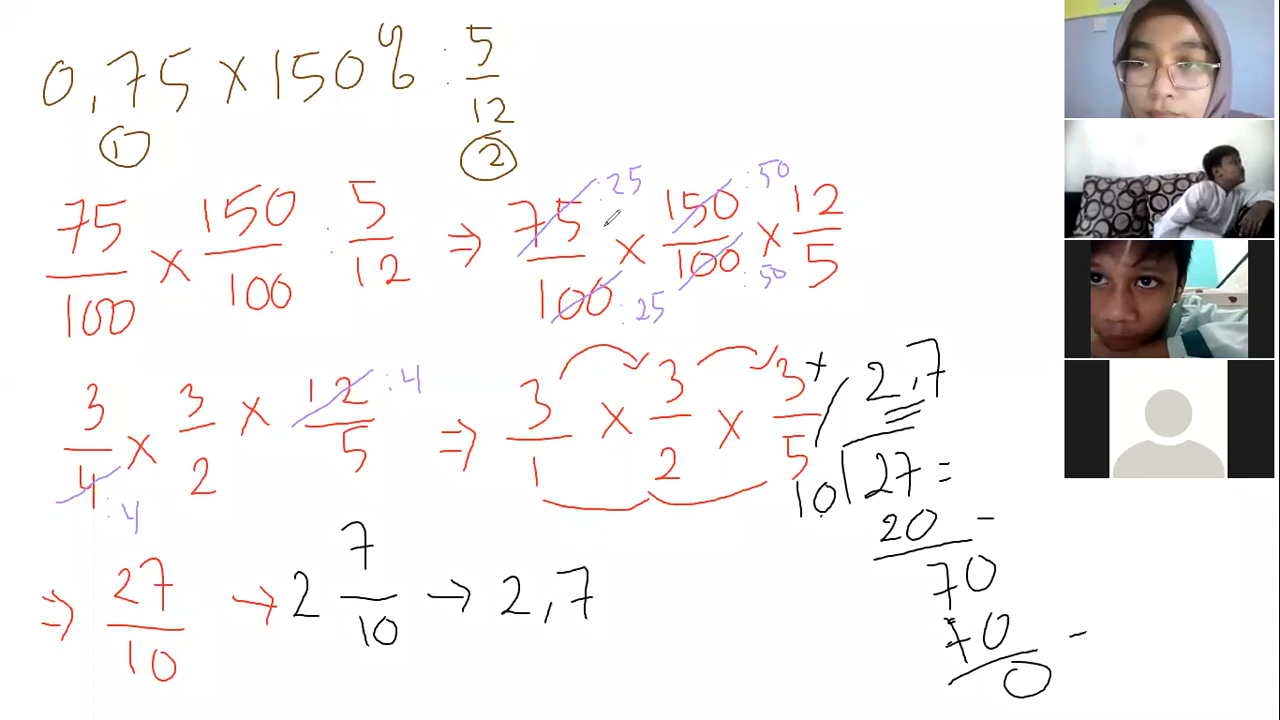 0,75 x 150% : 5/12
① ②
75/100 x 150/100 : 5/12 => 75/100 x 150/100 x 12/5
:25 :50
:25 :50
3/4 x 3/2 x 12/5 => 3/1 x 3/2 x 3/5
:4
:4
+
2,7
10 27 =
20 -
70
70 -
0
=> 27/10 -> 2 7/10 -> 2,7